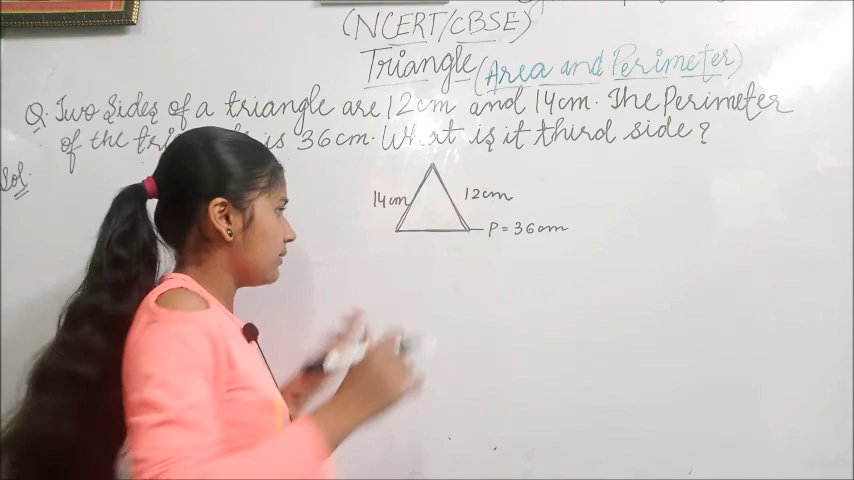 (NCERT/CBSE)
Triangle (Area and Perimeter)
Q. Two Sides of a triangle are 12cm and 14cm. The Perimeter
of the is 36cm. What is it third side?
Sol
14cm 12cm
P = 36cm